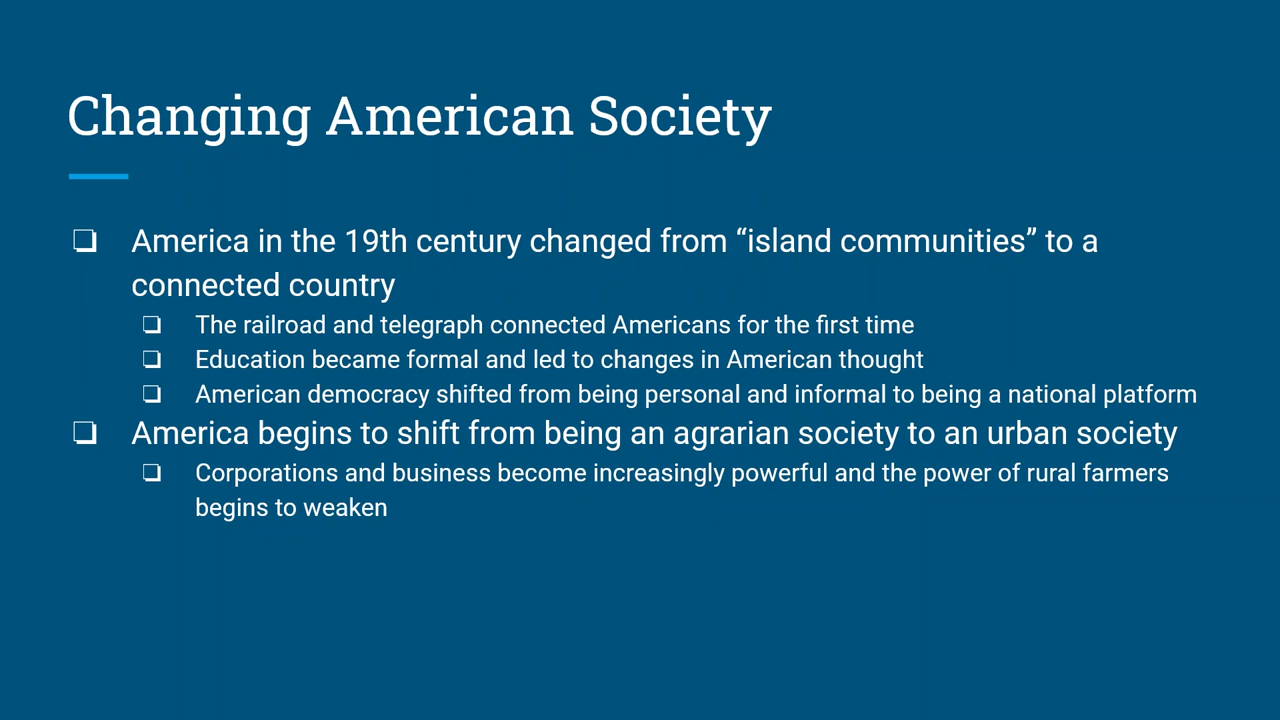 Changing American Society
❏ America in the 19th century changed from “island communities” to a
connected country
❏ The railroad and telegraph connected Americans for the first time
❏ Education became formal and led to changes in American thought
❏ American democracy shifted from being personal and informal to being a national platform
❏ America begins to shift from being an agrarian society to an urban society
❏ Corporations and business become increasingly powerful and the power of rural farmers
begins to weaken